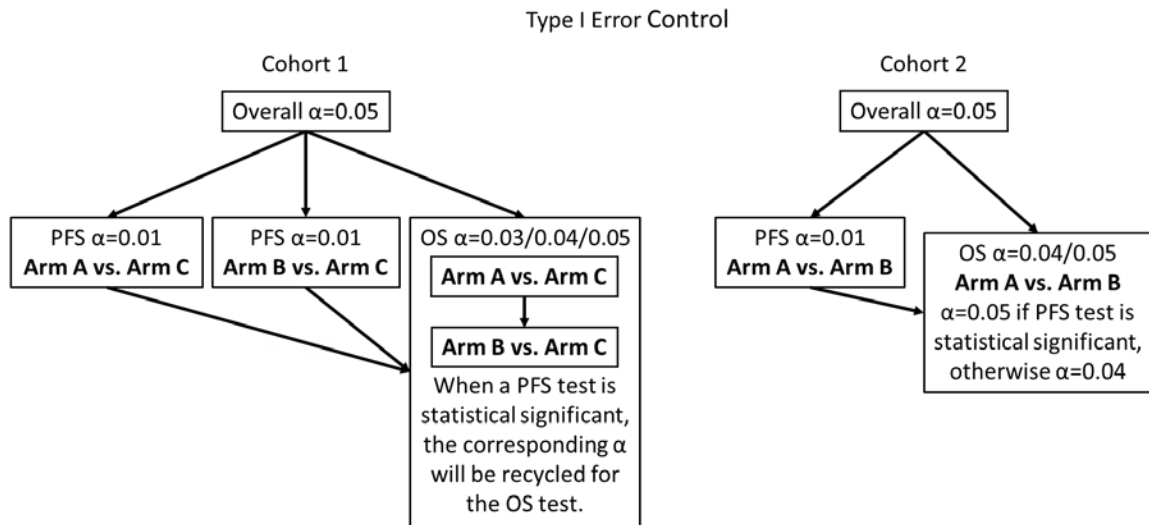 Type I Error Control
Cohort 1
Overall α=0.05
PFS α=0.01
Arm A vs. Arm C
PFS α=0.01
Arm B vs. Arm C
OS α=0.03/0.04/0.05
Arm A vs. Arm C
Arm B vs. Arm C
When a PFS test is
statistical significant,
the corresponding α
will be recycled for
the OS test.
Cohort 2
Overall α=0.05
PFS α=0.01
Arm A vs. Arm B
OS α=0.04/0.05
Arm A vs. Arm B
α=0.05 if PFS test is
statistical significant,
otherwise α=0.04